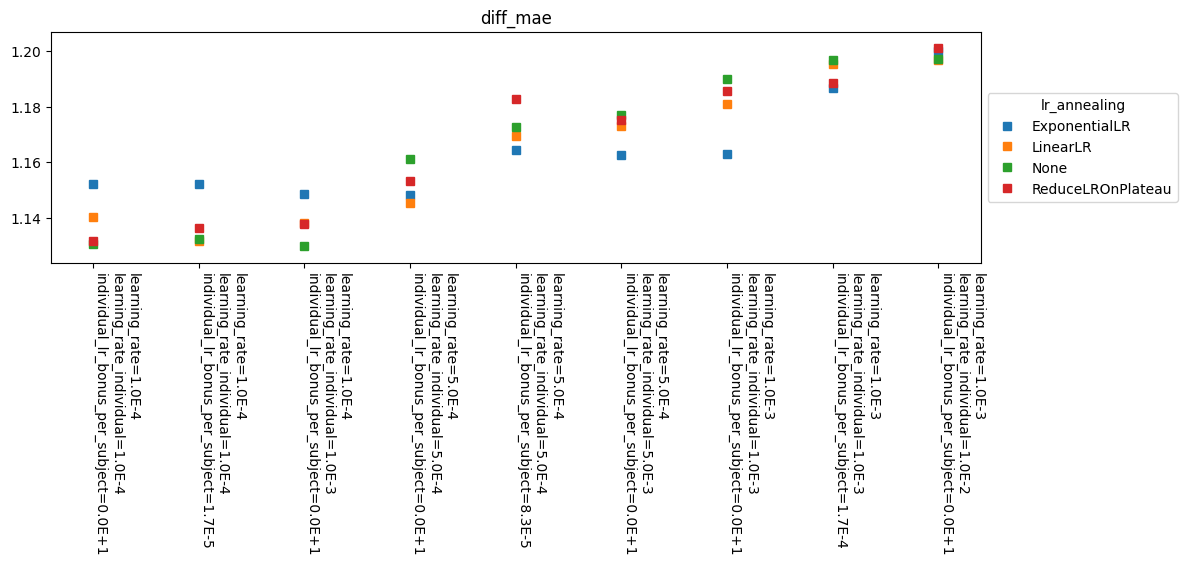 diff_mae
1.20
1.18
1.16
1.14
lr_annealing
ExponentialLR
LinearLR
None
ReduceLROnPlateau
learning_rate=1.0E-4
learning_rate_individual=1.0E-4
individual_lr_bonus_per_subject=0.0E+1
learning_rate=1.0E-4
learning_rate_individual=1.0E-4
individual_lr_bonus_per_subject=1.7E-5
learning_rate=1.0E-4
learning_rate_individual=1.0E-3
individual_lr_bonus_per_subject=0.0E+1
learning_rate=5.0E-4
learning_rate_individual=5.0E-4
individual_lr_bonus_per_subject=0.0E+1
learning_rate=5.0E-4
learning_rate_individual=5.0E-4
individual_lr_bonus_per_subject=8.3E-5
learning_rate=5.0E-4
learning_rate_individual=5.0E-3
individual_lr_bonus_per_subject=0.0E+1
learning_rate=1.0E-3
learning_rate_individual=1.0E-3
individual_lr_bonus_per_subject=0.0E+1
learning_rate=1.0E-3
learning_rate_individual=1.0E-3
individual_lr_bonus_per_subject=1.7E-4
learning_rate=1.0E-3
learning_rate_individual=1.0E-2
individual_lr_bonus_per_subject=0.0E+1